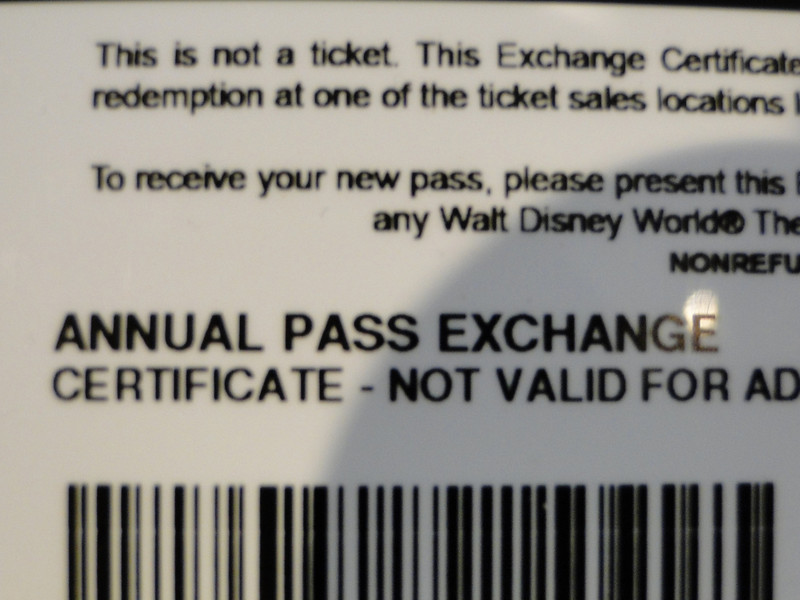 This is not a ticket. This Exchange Certificate
redemption at one of the ticket sales locations
To receive your new pass, please present this
any Walt Disney World® The
NONREFU
ANNUAL PASS EXCHANGE
CERTIFICATE - NOT VALID FOR AD